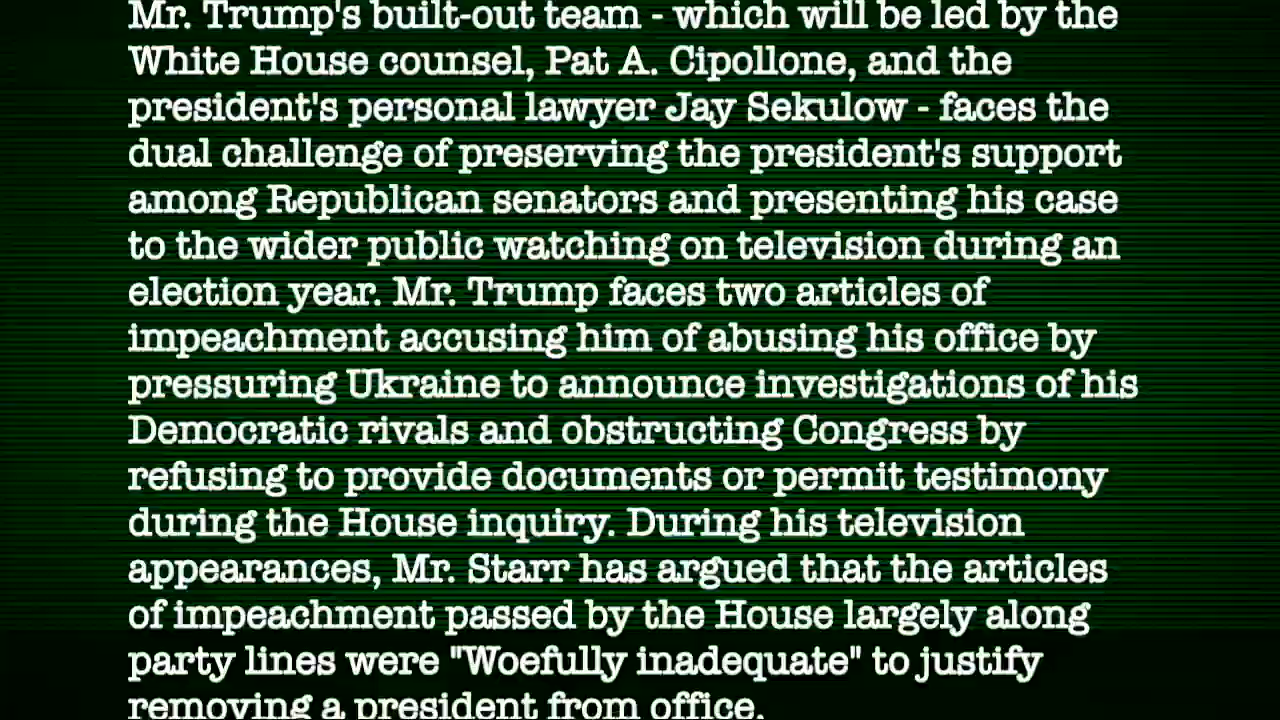 Mr. Trump's built-out team - which will be led by the
White House counsel, Pat A. Cipollone, and the
president's personal lawyer Jay Sekulow - faces the
dual challenge of preserving the president's support
among Republican senators and presenting his case
to the wider public watching on television during an
election year. Mr. Trump faces two articles of
impeachment accusing him of abusing his office by
pressuring Ukraine to announce investigations of his
Democratic rivals and obstructing Congress by
refusing to provide documents or permit testimony
during the House inquiry. During his television
appearances, Mr. Starr has argued that the articles
of impeachment passed by the House largely along
party lines were "Woefully inadequate" to justify
removing a president from office.